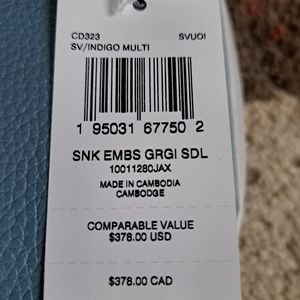 CD323 SVUOI
SV/INDIGO MULTI
1 95031 67750 2
SNK EMBS GRGI SDL
10011280JAX
MADE IN CAMBODIA
CAMBODGE
COMPARABLE VALUE
$378.00 USD
$378.00 CAD